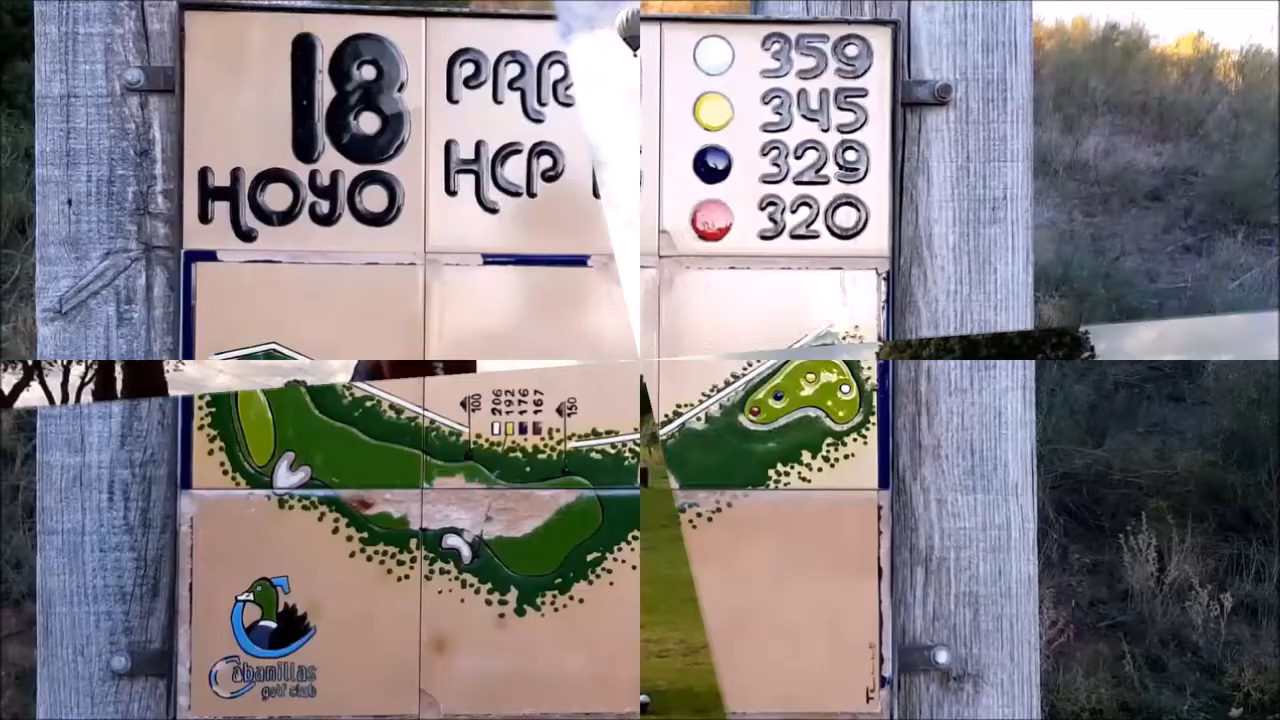 18
HOYO
PAR
HCP
359
345
329
320
100
206
192
176
167
150
Cabanillas
golf club